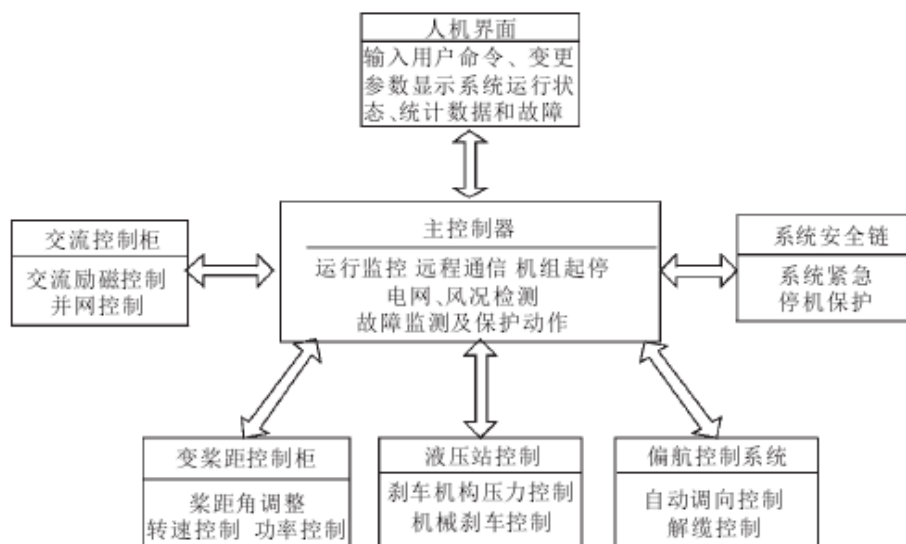 人机界面
输入用户命令、变更
参数显示系统运行状
态、统计数据和故障
交流控制柜
交流励磁控制
并网控制
主控制器
运行监控 远程通信 机组起停
电网、风况检测
故障监测及保护动作
系统安全链
系统紧急
停机保护
变桨距控制柜
桨距角调整
转速控制 功率控制
液压站控制
刹车机构压力控制
机械刹车控制
偏航控制系统
自动调向控制
解缆控制